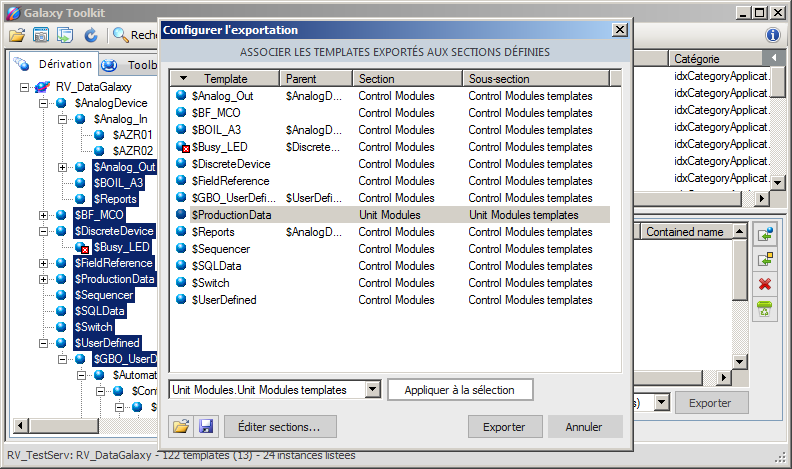 Galaxy Toolkit
Reche
Dérivation
Toolb
RV_DataGalaxy
$AnalogDevice
$Analog_In
$AZR01
$AZR02
$Analog_Out
$BOIL_A3
$Reports
$BF_MCO
$DiscreteDevice
$Busy_LED
$FieldReference
$ProductionData
$Sequencer
$SQLData
$Switch
$UserDefined
$GBO_UserD
$Automat
$Con
$
Configurer l'exportation
ASSOCIER LES TEMPLATES EXPORTÉS AUX SECTIONS DÉFINIES
Template Parent Section Sous-section
$Analog_Out $AnalogD... Control Modules Control Modules templates
$BF_MCO Control Modules Control Modules templates
$BOIL_A3 $AnalogD... Control Modules Control Modules templates
$Busy_LED $Discrete... Control Modules Control Modules templates
$DiscreteDevice Control Modules Control Modules templates
$FieldReference Control Modules Control Modules templates
$GBO_UserDefin... $UserDefin... Control Modules Control Modules templates
$ProductionData Unit Modules Unit Modules templates
$Reports $AnalogD... Control Modules Control Modules templates
$Sequencer Control Modules Control Modules templates
$SQLData Control Modules Control Modules templates
$Switch Control Modules Control Modules templates
$UserDefined Control Modules Control Modules templates
Unit Modules.Unit Modules templates Appliquer à la sélection
Éditer sections... Exporter Annuler
Catégorie
idxCategoryApplicat
idxCategoryApplicat
idxCategoryApplicat
idxCategoryApplicat
idxCategoryApplicat
idxCategoryApplicat
Contained name
s) Exporter
RV_TestServ: RV_DataGalaxy - 122 templates (13) - 24 instances listées